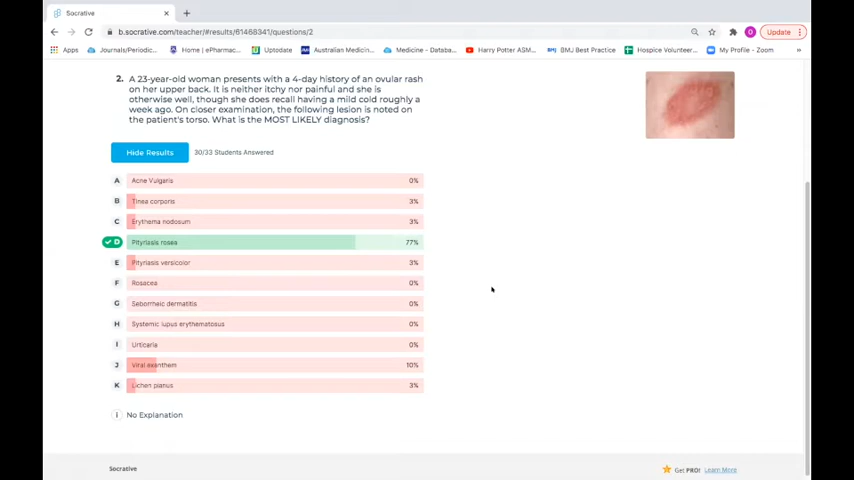 Socrative
b.socrative.com/teacher/#results/61468341/questions/2
Update
Apps
Journals/Periodic...
Home | ePharmac...
Uptodate
Australian Medicin...
Medicine - Databa...
Harry Potter ASM...
BMJ Best Practice
Hospice Volunteer...
My Profile - Zoom
»
2. A 23-year-old woman presents with a 4-day history of an ovular rash
on her upper back. It is neither itchy nor painful and she is
otherwise well, though she does recall having a mild cold roughly a
week ago. On closer examination, the following lesion is noted on
the patient's torso. What is the MOST LIKELY diagnosis?
Hide Results 30/33 Students Answered
A Acne Vulgaris 0%
B Tinea corporis 3%
C Erythema nodosum 3%
D Pityriasis rosea 77%
E Pityriasis versicolor 3%
F Rosacea 0%
G Seborrheic dermatitis 0%
H Systemic lupus erythematosus 0%
I Urticaria 0%
J Viral exanthem 10%
K Lichen planus 3%
i No Explanation
Socrative
Get PRO! Learn More